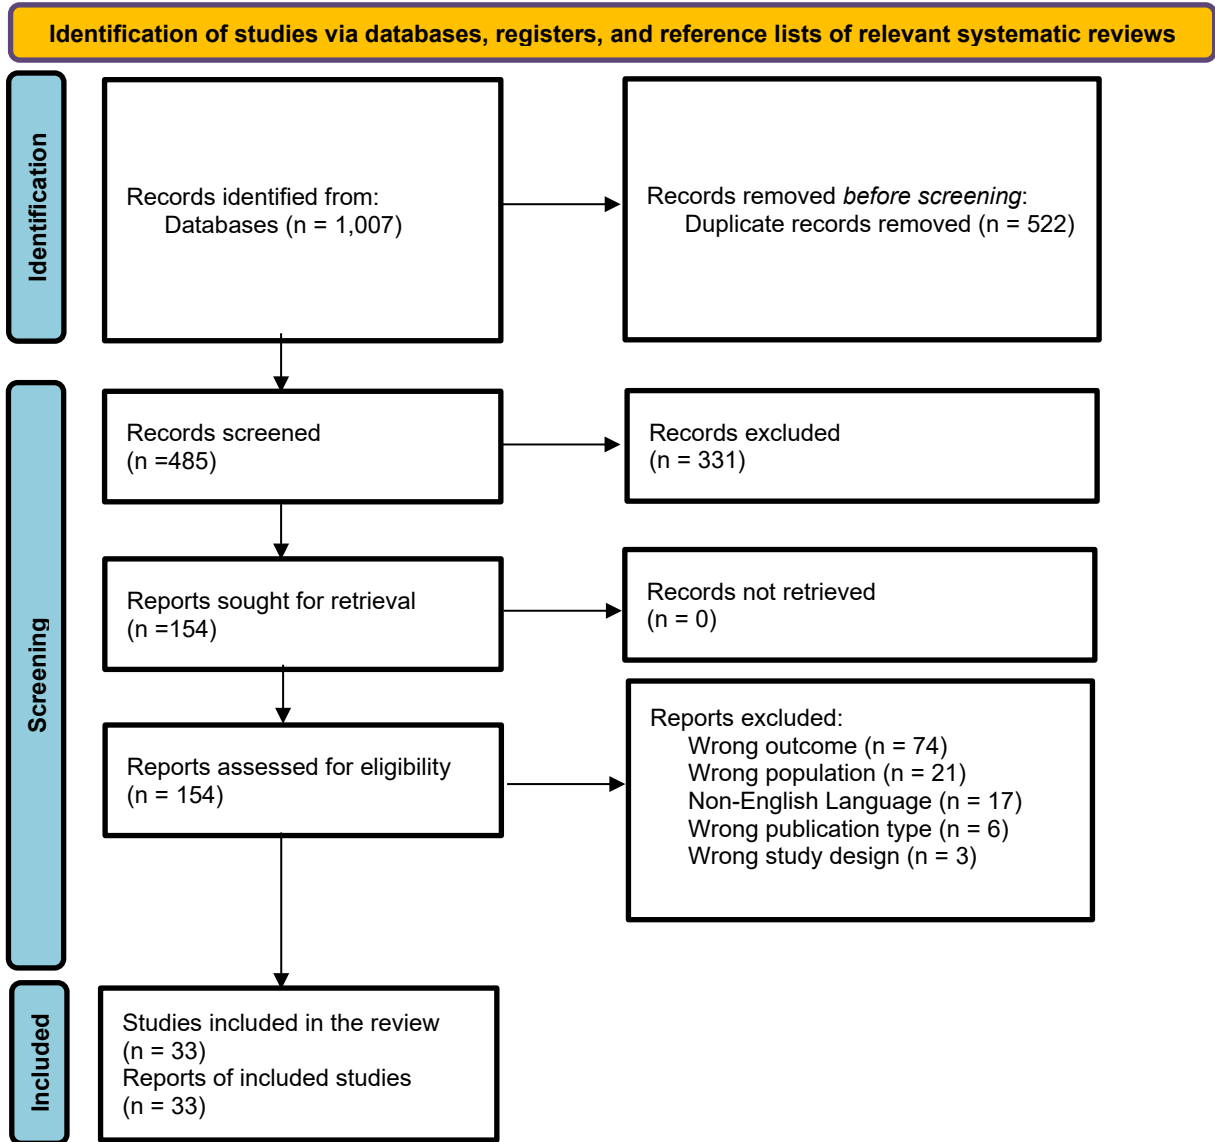 Identification of studies via databases, registers, and reference lists of relevant systematic reviews
Identification
Records identified from:
Databases (n = 1,007)
Records removed before screening:
Duplicate records removed (n = 522)
Screening
Records screened
(n =485)
Records excluded
(n = 331)
Reports sought for retrieval
(n =154)
Records not retrieved
(n = 0)
Reports assessed for eligibility
(n = 154)
Reports excluded:
Wrong outcome (n = 74)
Wrong population (n = 21)
Non-English Language (n = 17)
Wrong publication type (n = 6)
Wrong study design (n = 3)
Included
Studies included in the review
(n = 33)
Reports of included studies
(n = 33)